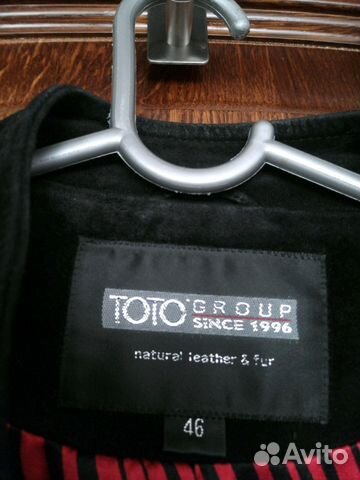 TOTO GROUP
SINCE 1996
natural leather & fur
46
Avito